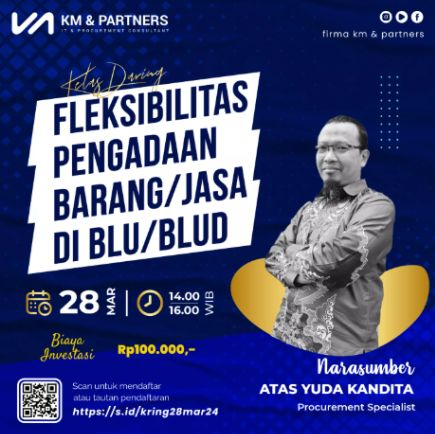 KM & PARTNERS
IT & PROCUREMENT CONSULTANT
firma km & partners
Kelas Daring
FLEKSIBILITAS
PENGADAAN
BARANG/JASA
DI BLU/BLUD
28 MAR
14.00
16.00 WIB
Biaya
Investasi
Rp100.000,-
Narasumber
ATAS YUDA KANDITA
Procurement Specialist
Scan untuk mendaftar
atau tautan pendaftaran
https://s.id/kring28mar24